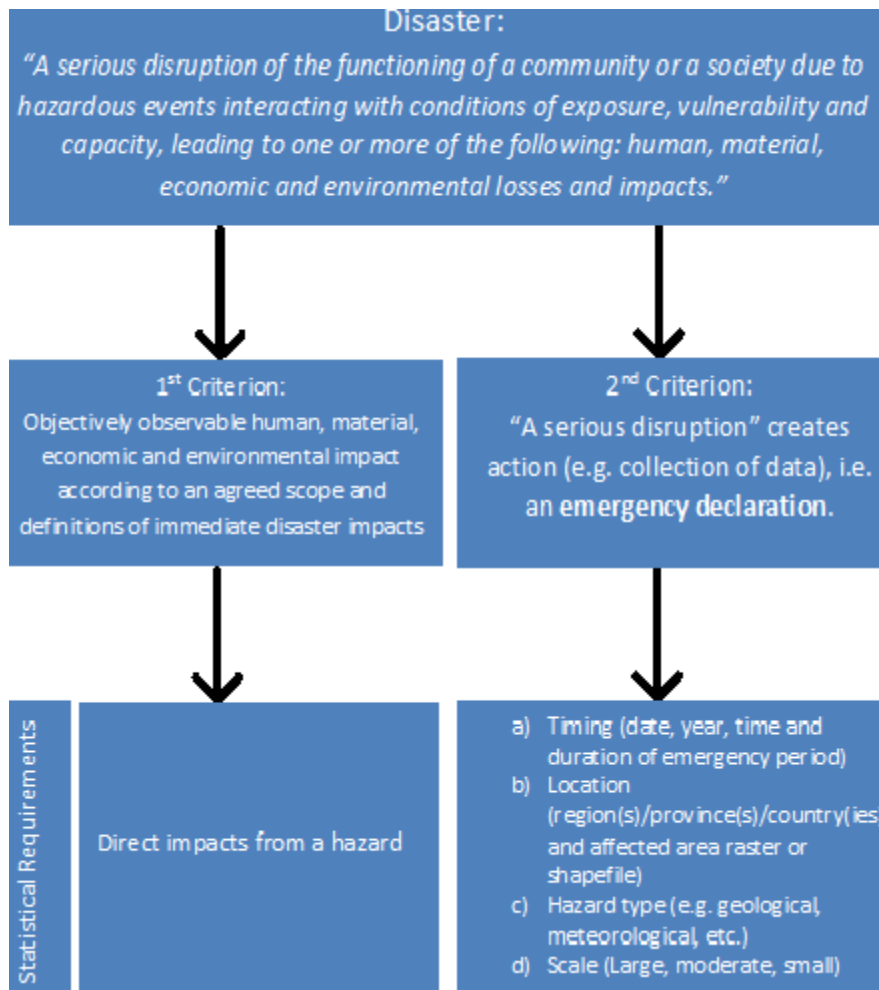 Disaster:
“A serious disruption of the functioning of a community or a society due to
hazardous events interacting with conditions of exposure, vulnerability and
capacity, leading to one or more of the following: human, material,
economic and environmental losses and impacts.”
1st Criterion:
Objectively observable human, material,
economic and environmental impact
according to an agreed scope and
definitions of immediate disaster impacts
2nd Criterion:
“A serious disruption” creates
action (e.g. collection of data), i.e.
an emergency declaration.
Statistical Requirements
Direct impacts from a hazard
a) Timing (date, year, time and
duration of emergency period)
b) Location
(region(s)/province(s)/country(ies)
and affected area raster or
shapefile)
c) Hazard type (e.g. geological,
meteorological, etc.)
d) Scale (Large, moderate, small)